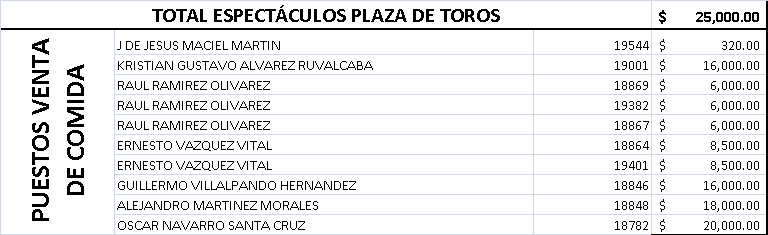 TOTAL ESPECTÁCULOS PLAZA DE TOROS $ 25,000.00
PUESTOS VENTA
DE COMIDA
J DE JESUS MACIEL MARTIN 19544 $ 320.00
KRISTIAN GUSTAVO ALVAREZ RUVALCABA 19001 $ 16,000.00
RAUL RAMIREZ OLIVAREZ 18869 $ 6,000.00
RAUL RAMIREZ OLIVAREZ 19382 $ 6,000.00
RAUL RAMIREZ OLIVAREZ 18867 $ 6,000.00
ERNESTO VAZQUEZ VITAL 18864 $ 8,500.00
ERNESTO VAZQUEZ VITAL 19401 $ 8,500.00
GUILLERMO VILLALPANDO HERNANDEZ 18846 $ 16,000.00
ALEJANDRO MARTINEZ MORALES 18848 $ 18,000.00
OSCAR NAVARRO SANTA CRUZ 18782 $ 20,000.00